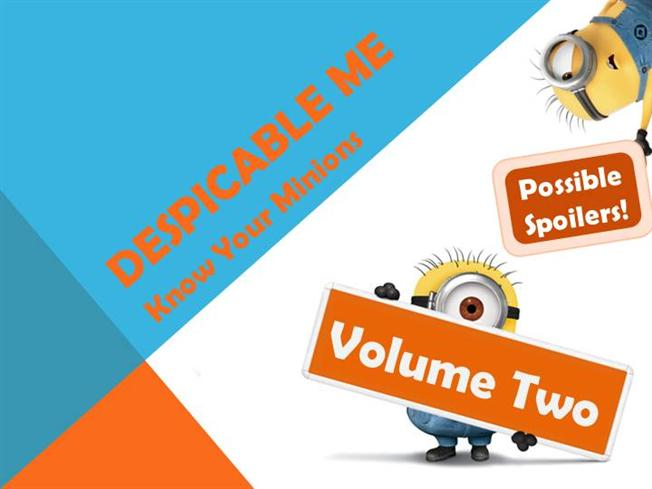 DESPICABLE ME
Know Your Minions
Possible
Spoilers!
Volume Two